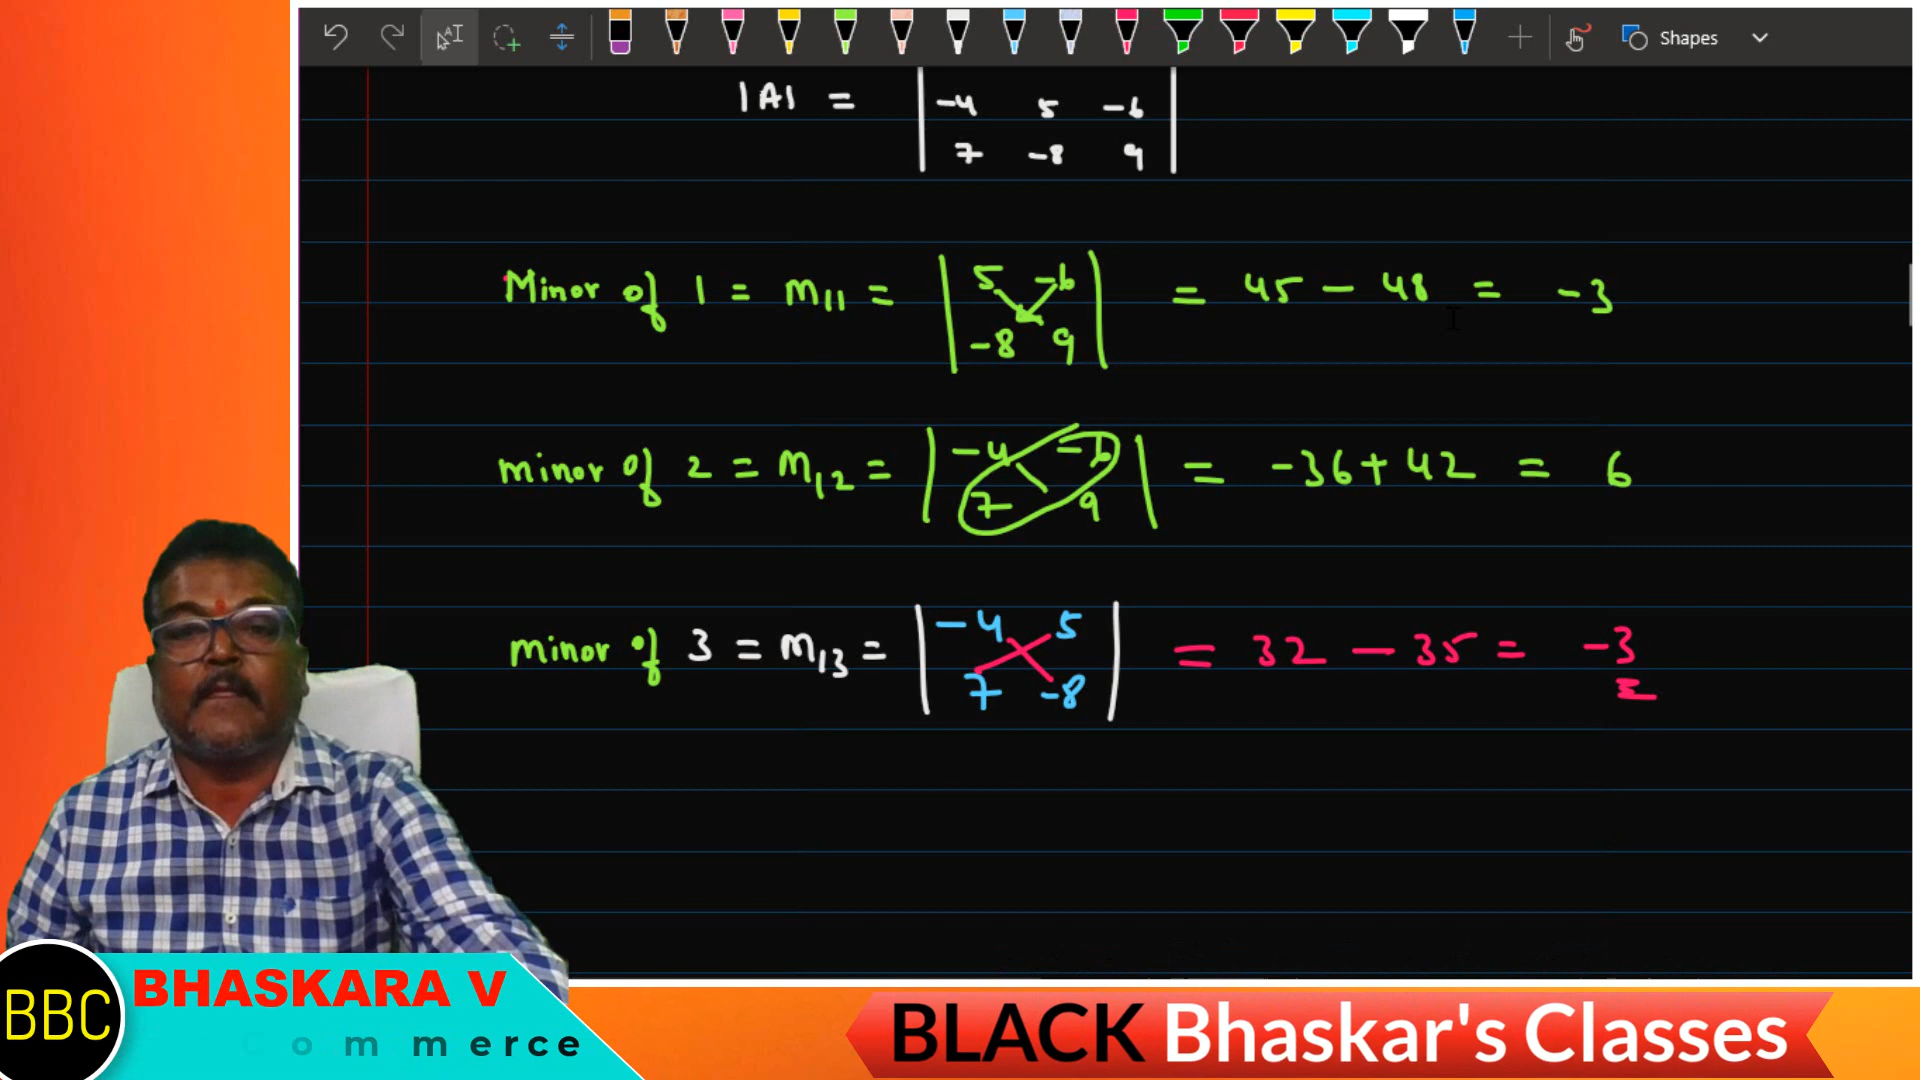 Shapes
|A| = | -4 5 -6 |
| 7 -8 9 |
Minor of 1 = M11 = | 5 -6 | = 45 - 48 = -3
| -8 9 |
minor of 2 = M12 = | -4 -6 | = -36+42 = 6
| 7 9 |
minor of 3 = M13 = | -4 5 | = 32 - 35 = -3
| 7 -8 |
BBC
BHASKARA V
Commerce
BLACK Bhaskar's Classes